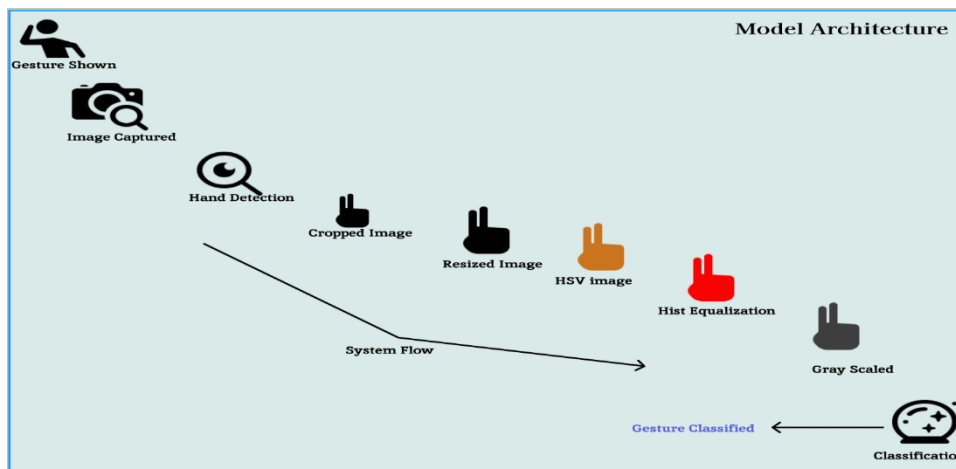 Model Architecture
Gesture Shown
Image Captured
Hand Detection
Cropped Image
Resized Image
HSV image
Hist Equalization
System Flow
Gray Scaled
Gesture Classified
Classificatio